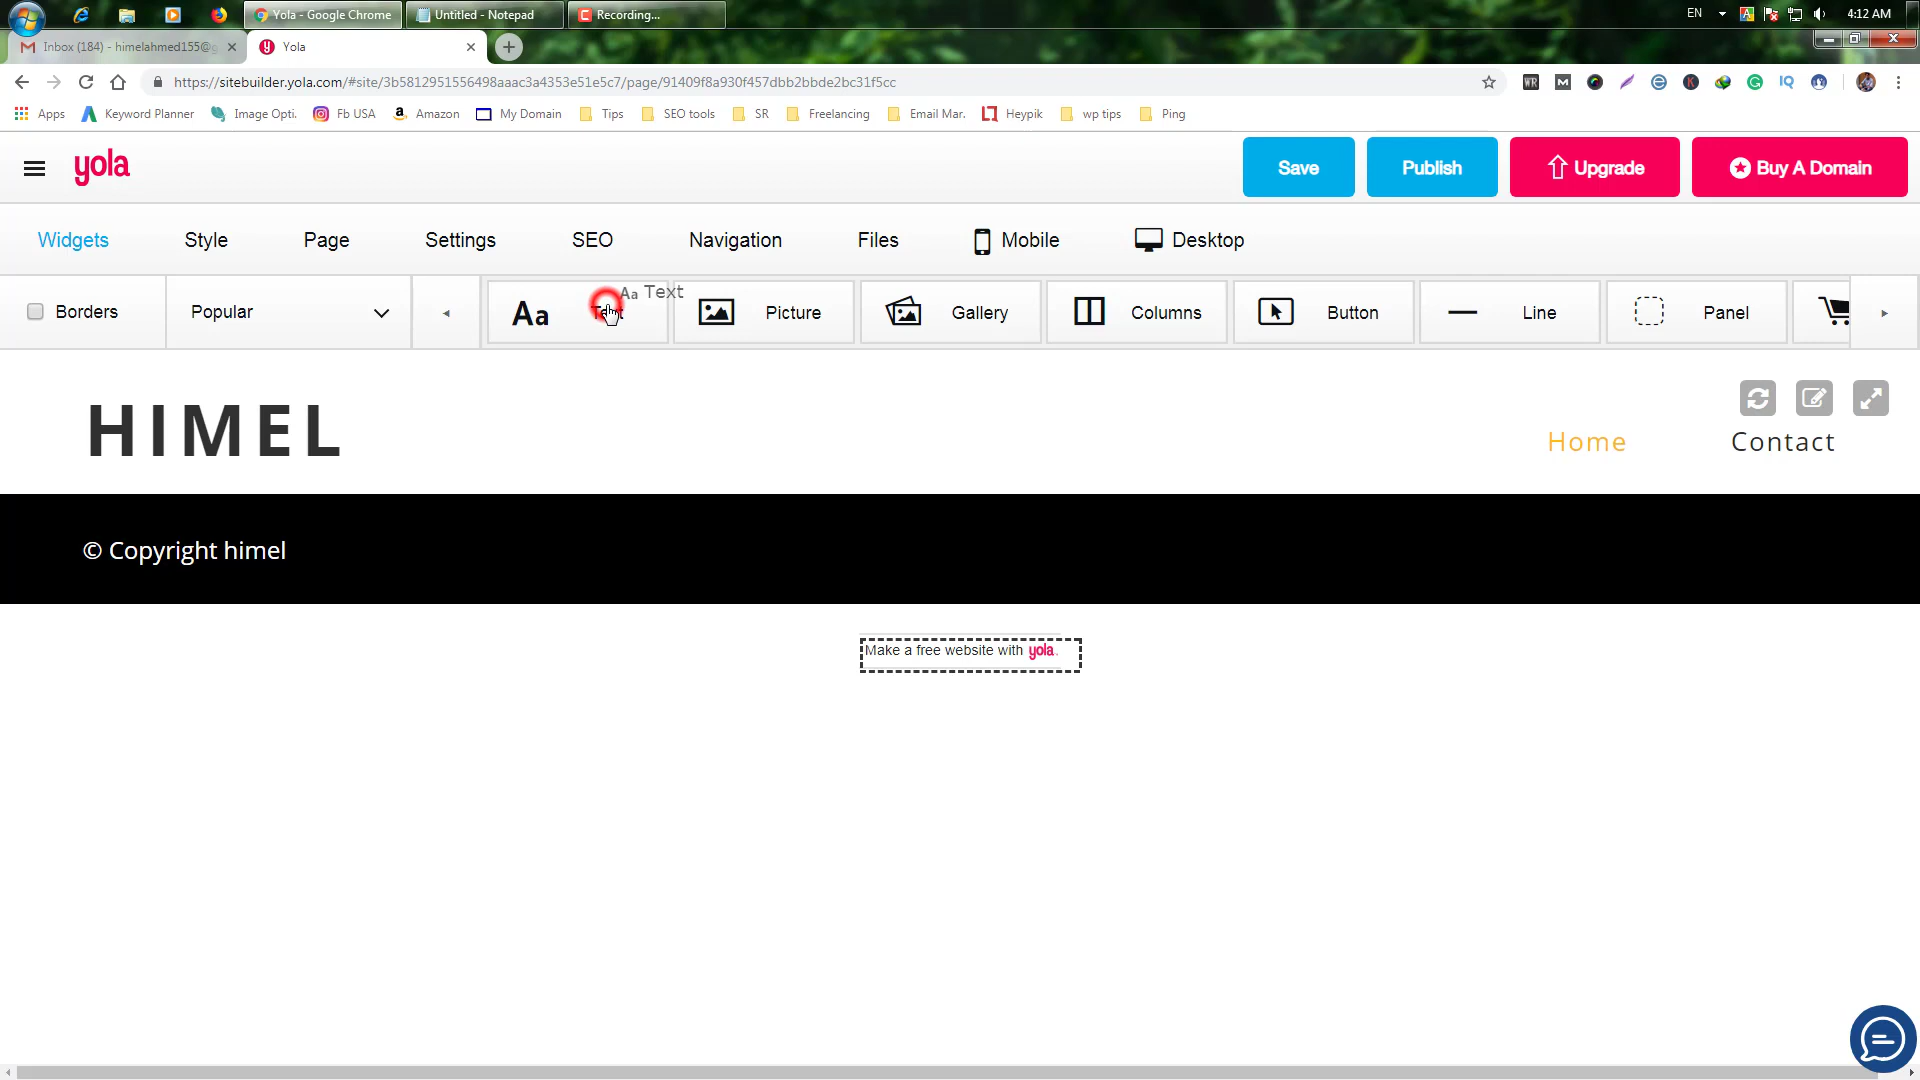 Yola - Google Chrome
Untitled - Notepad
Recording...
EN
4:12 AM
Inbox (184) - himelahmed155@g
Yola
https://sitebuilder.yola.com/#site/3b5812951556498aaac3a4353e51e5c7/page/91409f8a930f457dbb2bbde2bc31f5cc
Apps
Keyword Planner
Image Opti.
Fb USA
Amazon
My Domain
Tips
SEO tools
SR
Freelancing
Email Mar.
Heypik
wp tips
Ping
yola
Save
Publish
Upgrade
Buy A Domain
Widgets
Style
Page
Settings
SEO
Navigation
Files
Mobile
Desktop
Borders
Popular
Aa Text
Aa Text
Picture
Gallery
Columns
Button
Line
Panel
HIMEL
Home
Contact
© Copyright himel
Make a free website with yola.